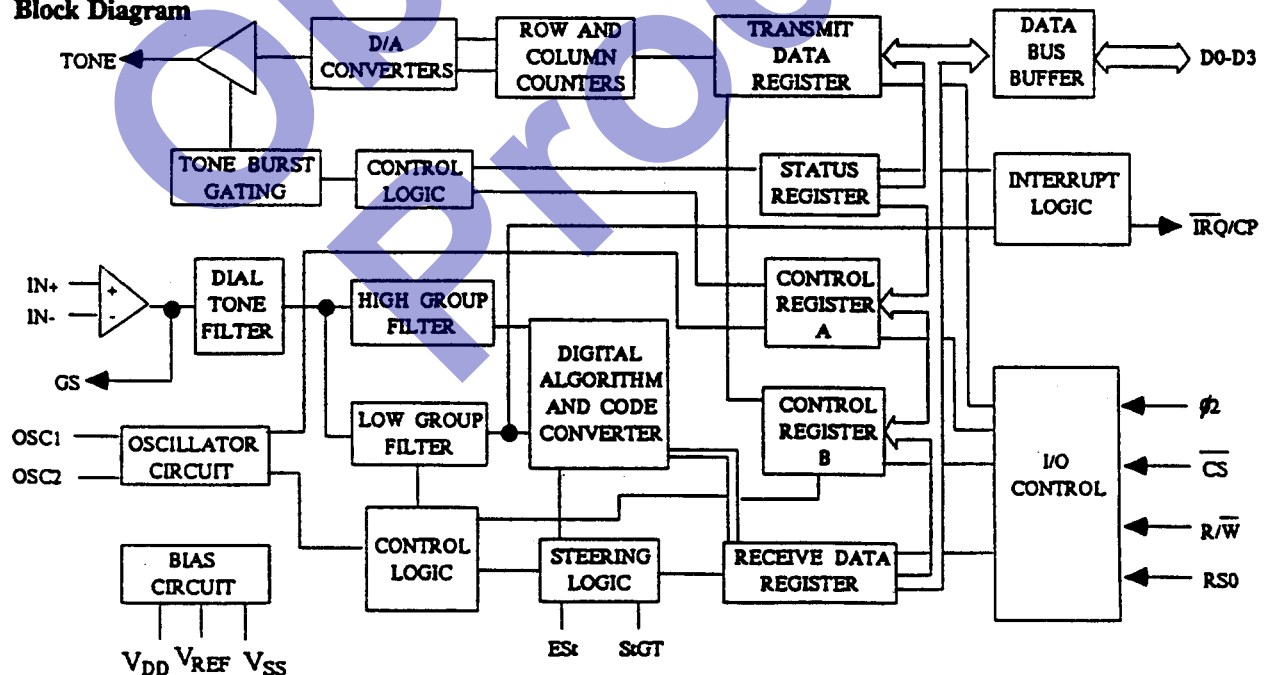 Block Diagram
TONE
D/A
CONVERTERS
ROW AND
COLUMN
COUNTERS
TRANSMIT
DATA
REGISTER
DATA
BUS
BUFFER
D0-D3
TONE BURST
GATING
CONTROL
LOGIC
STATUS
REGISTER
INTERRUPT
LOGIC
IRQ/CP
IN+
IN-
+
-
GS
DIAL
TONE
FILTER
HIGH GROUP
FILTER
CONTROL
REGISTER
A
DIGITAL
ALGORITHM
AND CODE
CONVERTER
LOW GROUP
FILTER
CONTROL
REGISTER
B
OSC1
OSC2
OSCILLATOR
CIRCUIT
I/O
CONTROL
ϕ2
CS
R/W
RS0
BIAS
CIRCUIT
CONTROL
LOGIC
STEERING
LOGIC
RECEIVE DATA
REGISTER
VDD VREF VSS
ESt
StGT